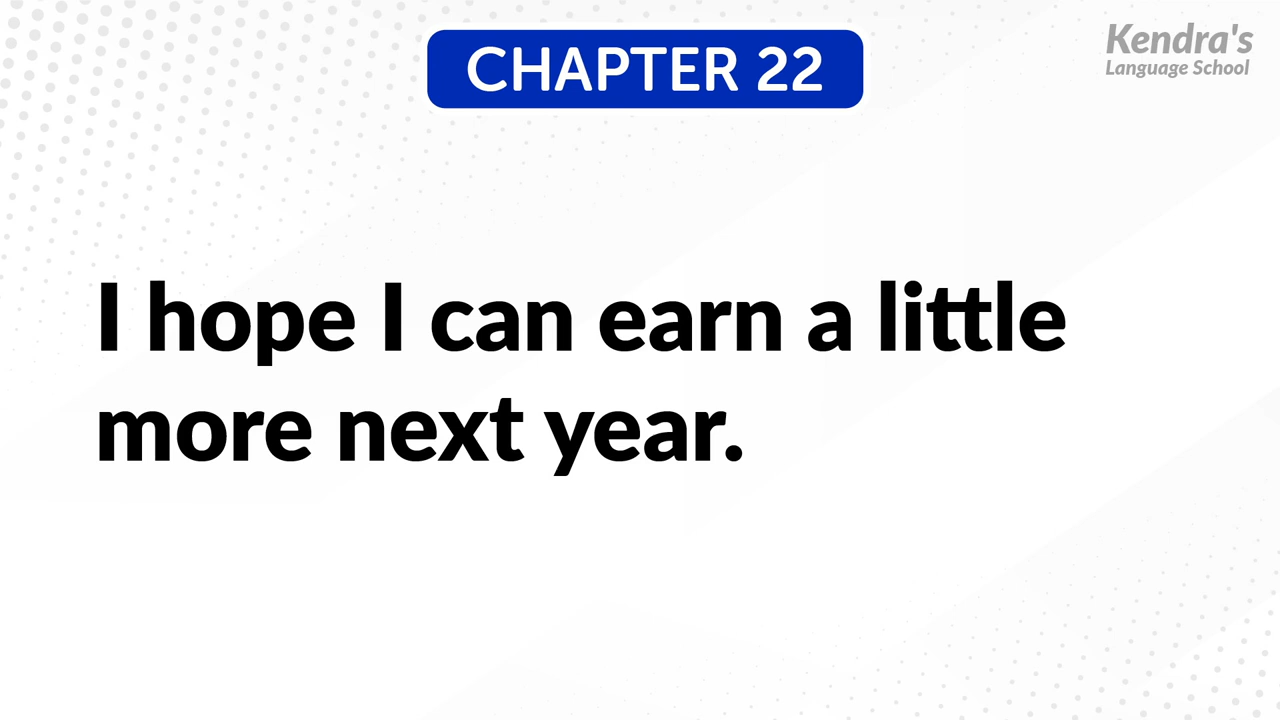 CHAPTER 22
Kendra's
Language School
I hope I can earn a little
more next year.